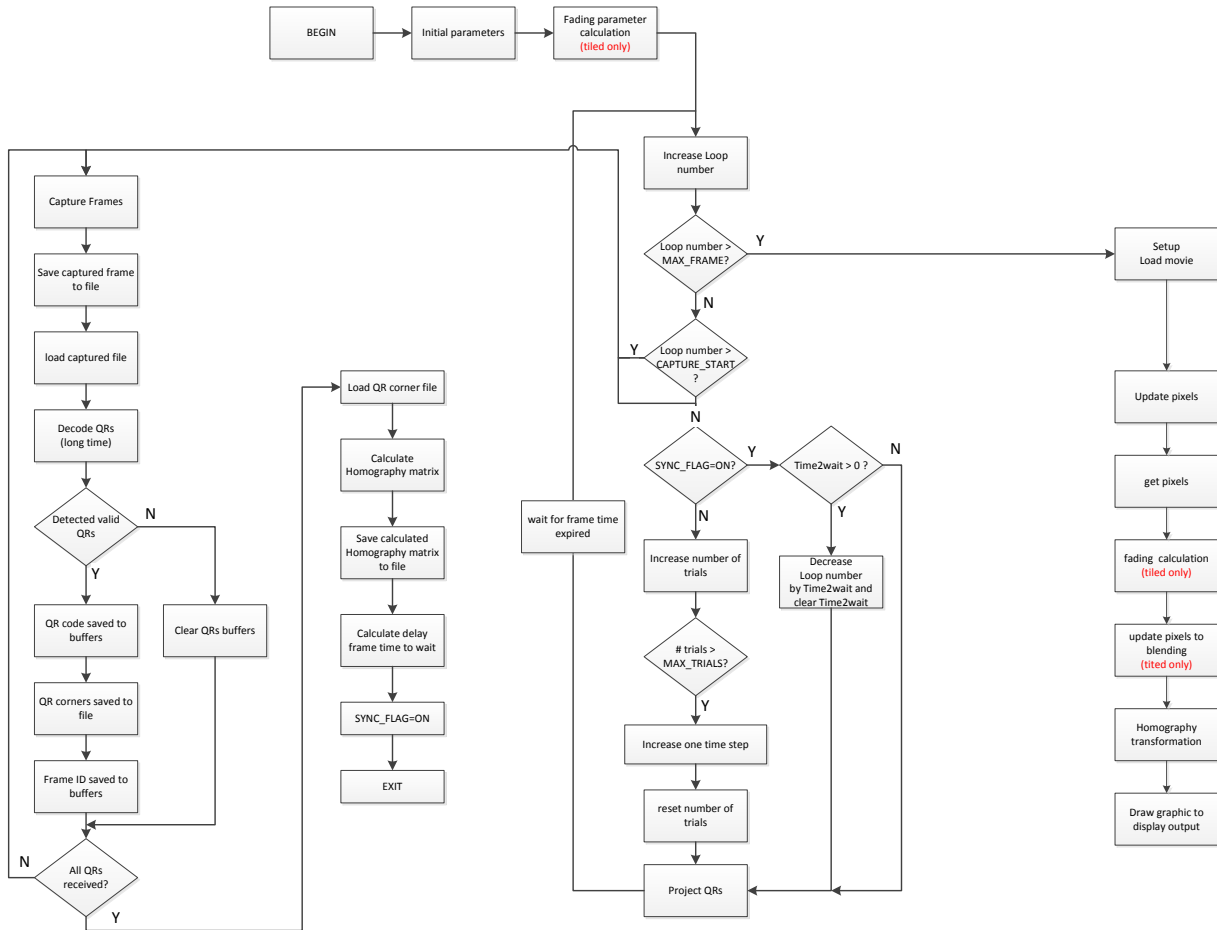 BEGIN
Initial parameters
Fading parameter
calculation
(tiled only)
Increase Loop
number
Loop number >
MAX_FRAME?
Y
N
Loop number >
CAPTURE_START
?
Y
N
SYNC_FLAG=ON?
Y
N
Time2wait > 0 ?
N
Y
Decrease
Loop number
by Time2wait and
clear Time2wait
Increase number of
trials
# trials >
MAX_TRIALS?
Y
Increase one time step
reset number of
trials
Project QRs
wait for frame time
expired
Capture Frames
Save captured frame
to file
load captured file
Decode QRs
(long time)
Detected valid
QRs
N
Y
QR code saved to
buffers
Clear QRs buffers
QR corners saved to
file
Frame ID saved to
buffers
All QRs
received?
N
Y
Load QR corner file
Calculate
Homography matrix
Save calculated
Homography matrix
to file
Calculate delay
frame time to wait
SYNC_FLAG=ON
EXIT
Setup
Load movie
Update pixels
get pixels
fading calculation
(tiled only)
update pixels to
blending
(tited only)
Homography
transformation
Draw graphic to
display output